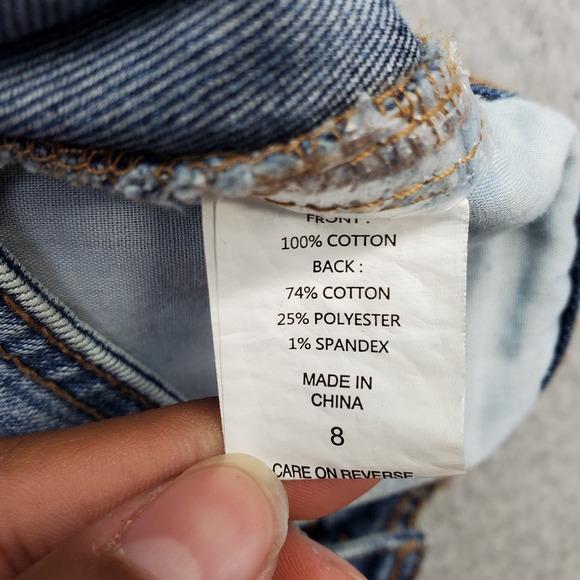 FRONT :
100% COTTON
BACK :
74% COTTON
25% POLYESTER
1% SPANDEX
MADE IN
CHINA
8
CARE ON REVERSE